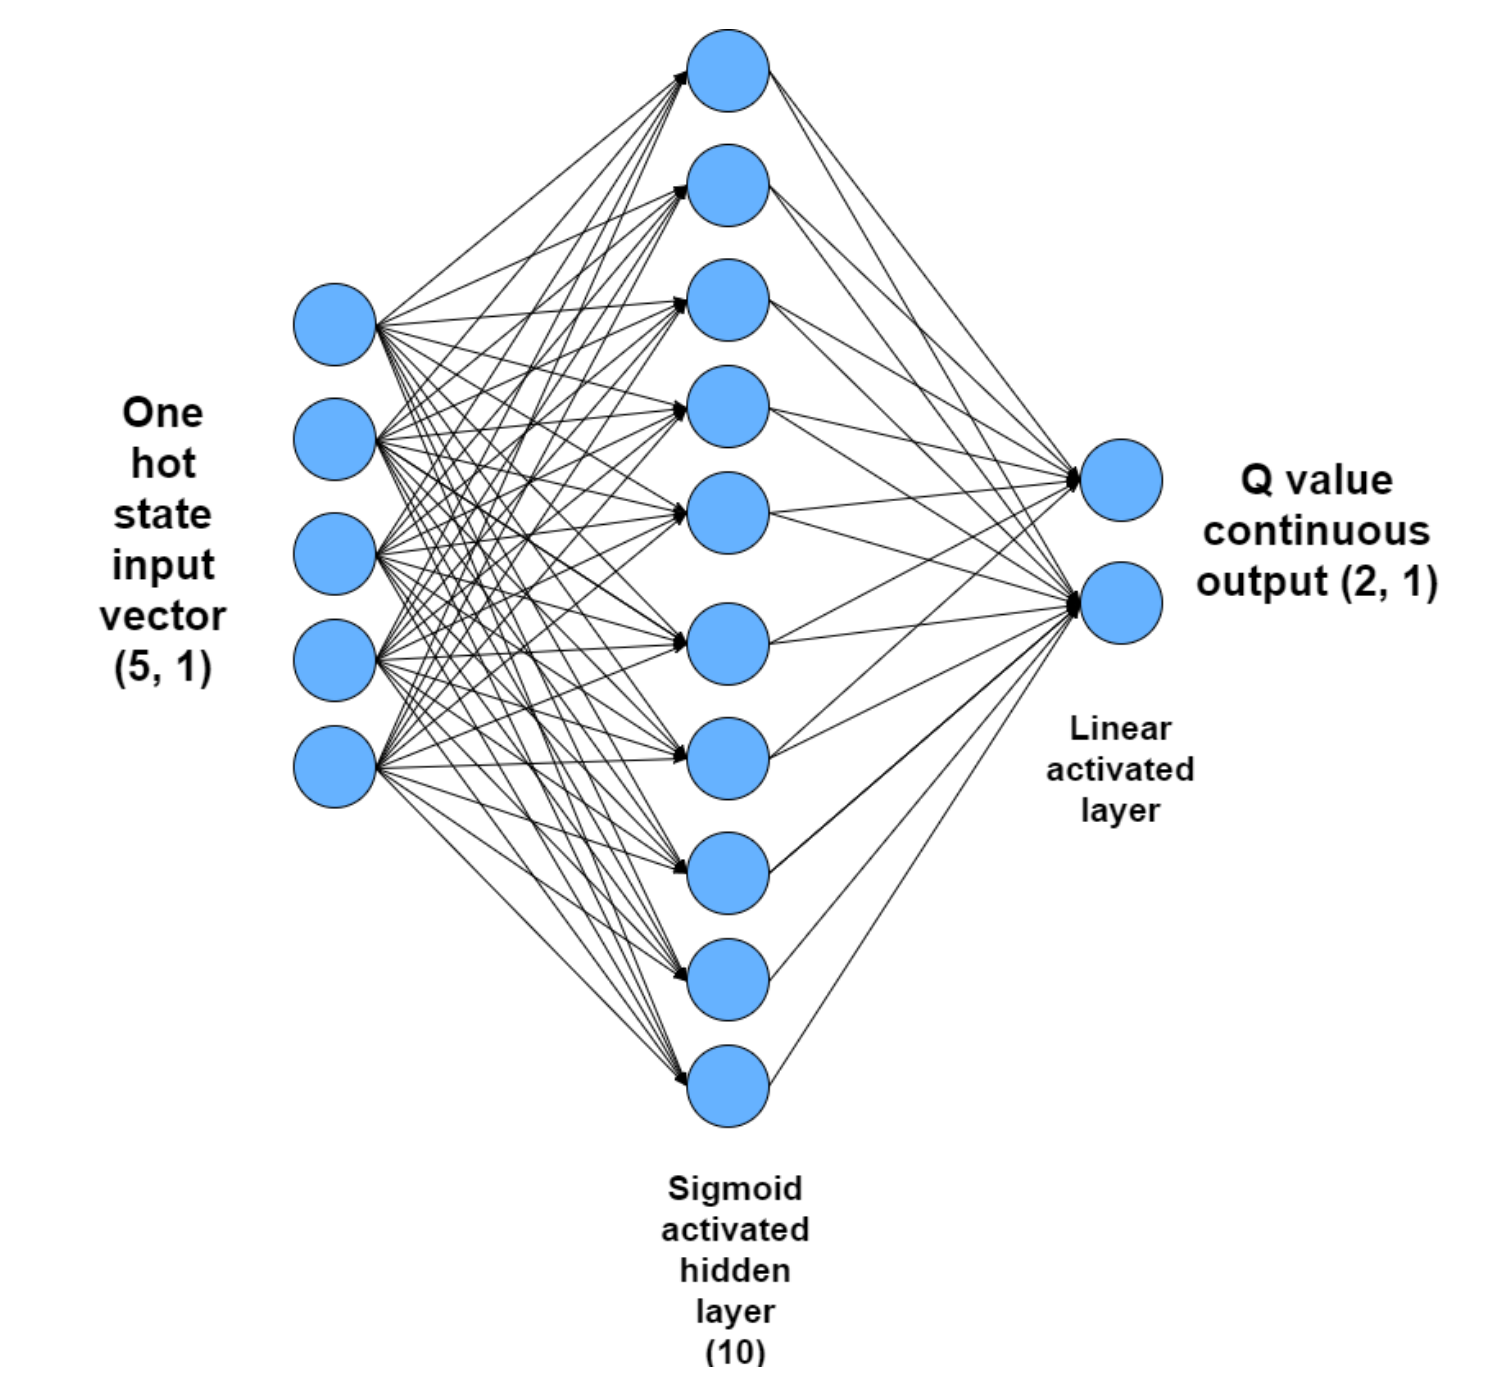 One
hot
state
input
vector
(5, 1)
Q value
continuous
output (2, 1)
Linear
activated
layer
Sigmoid
activated
hidden
layer
(10)